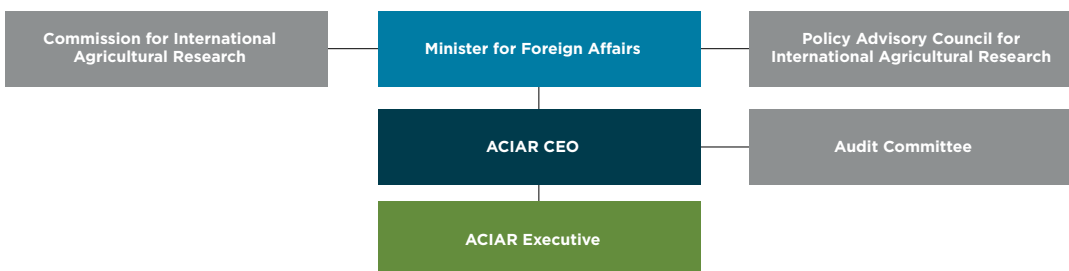 Commission for International
Agricultural Research
Minister for Foreign Affairs
Policy Advisory Council for
International Agricultural Research
ACIAR CEO
Audit Committee
ACIAR Executive